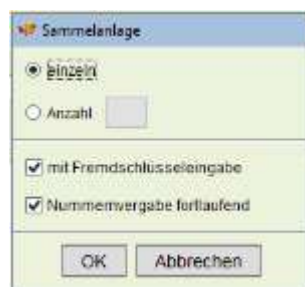 Sammelanlage
einzeln
Anzahl
mit Fremdschlüsseleingabe
Nummernvergabe fortlaufend
OK Abbrechen